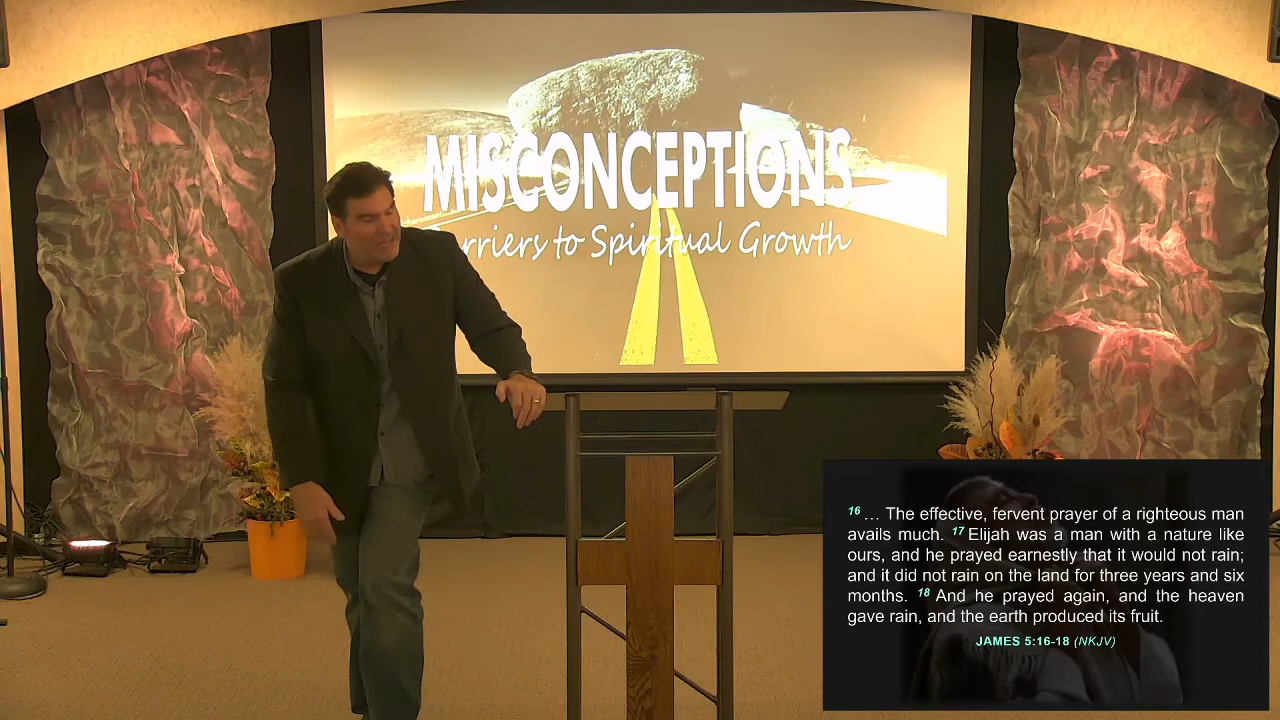 MISCONCEPTIONS
Barriers to Spiritual Growth
16 ... The effective, fervent prayer of a righteous man
avails much. 17 Elijah was a man with a nature like
ours, and he prayed earnestly that it would not rain;
and it did not rain on the land for three years and six
months. 18 And he prayed again, and the heaven
gave rain, and the earth produced its fruit.
JAMES 5:16-18 (NKJV)